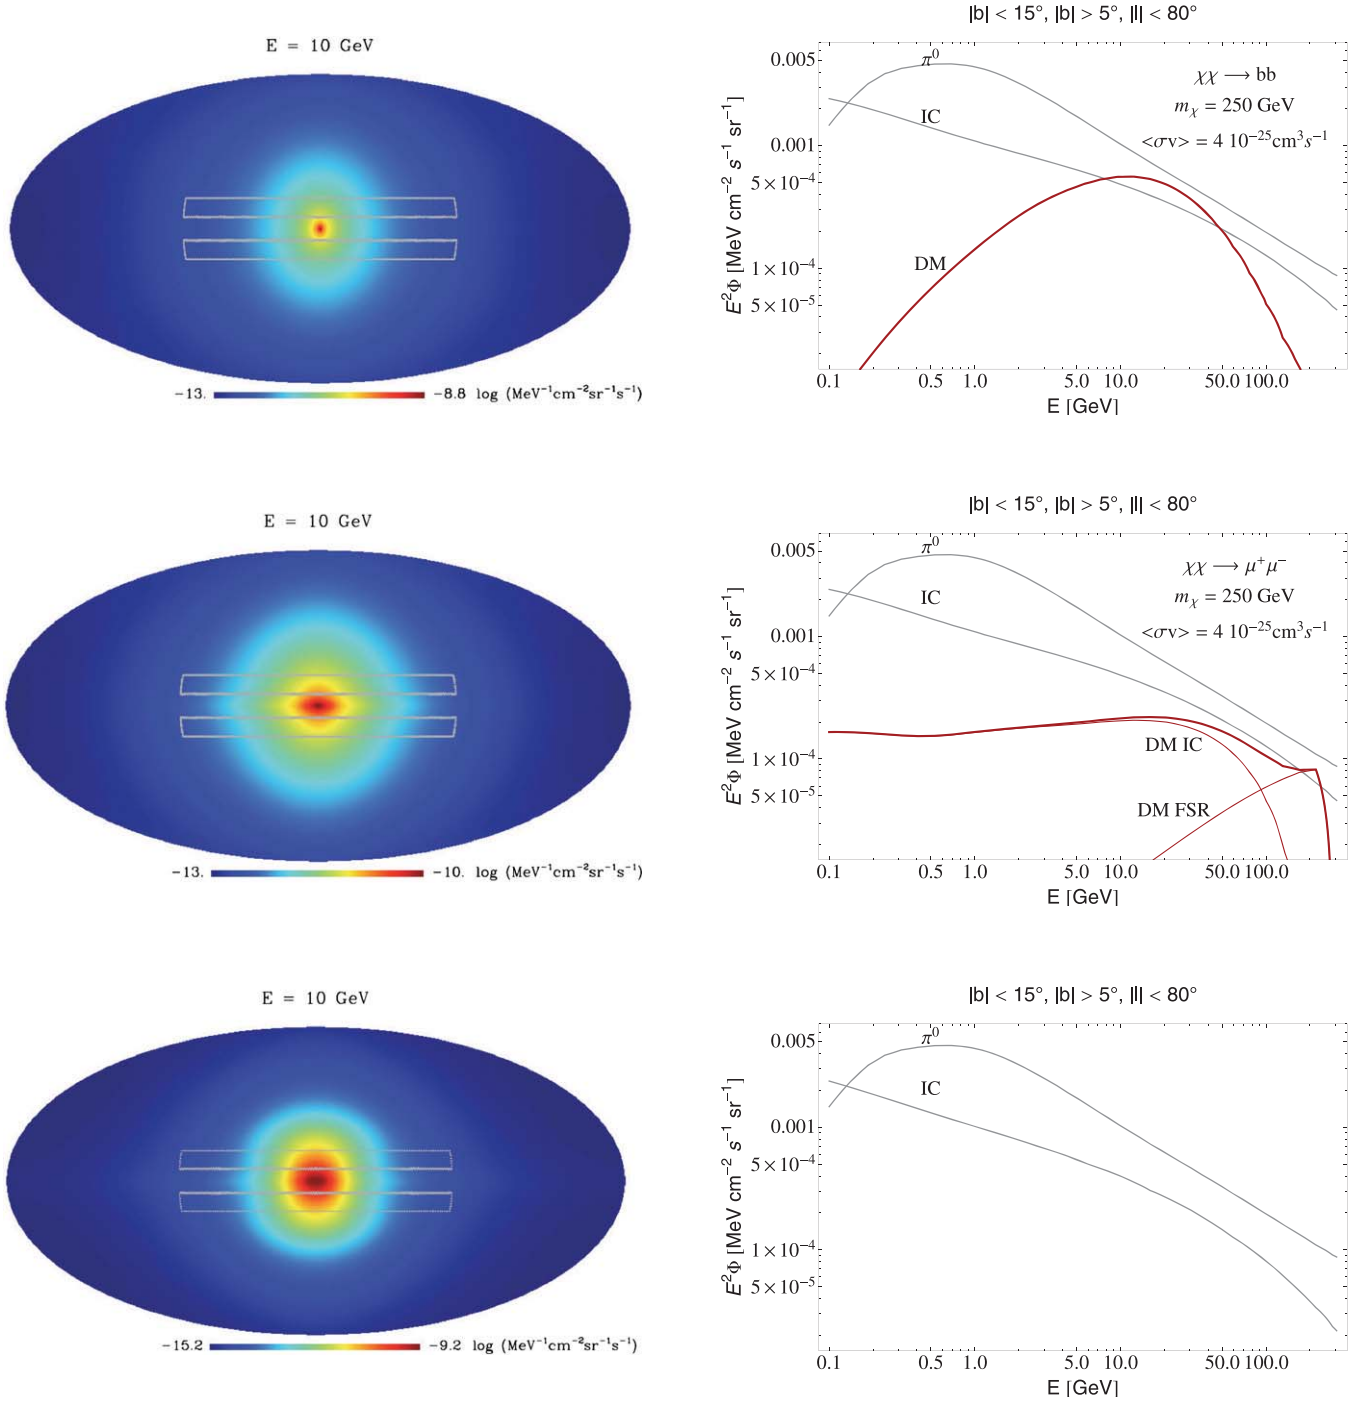 E = 10 GeV
-13. -8.8 log (MeV⁻¹cm⁻²sr⁻¹s⁻¹)
|b| < 15°, |b| > 5°, |l| < 80°
E²Φ [MeV cm⁻² s⁻¹ sr⁻¹]
0.005
0.001
5×10⁻⁴
1×10⁻⁴
5×10⁻⁵
π⁰
IC
DM
χχ → bb
mχ = 250 GeV
<σv> = 4 10⁻²⁵cm³s⁻¹
0.1 0.5 1.0 5.0 10.0 50.0 100.0
E [GeV]
E = 10 GeV
-13. -10. log (MeV⁻¹cm⁻²sr⁻¹s⁻¹)
|b| < 15°, |b| > 5°, |l| < 80°
E²Φ [MeV cm⁻² s⁻¹ sr⁻¹]
0.005
0.001
5×10⁻⁴
1×10⁻⁴
5×10⁻⁵
π⁰
IC
χχ → μ⁺μ⁻
mχ = 250 GeV
<σv> = 4 10⁻²⁵cm³s⁻¹
DM IC
DM FSR
0.1 0.5 1.0 5.0 10.0 50.0 100.0
E [GeV]
E = 10 GeV
-15.2 -9.2 log (MeV⁻¹cm⁻²sr⁻¹s⁻¹)
|b| < 15°, |b| > 5°, |l| < 80°
E²Φ [MeV cm⁻² s⁻¹ sr⁻¹]
0.005
0.001
5×10⁻⁴
1×10⁻⁴
5×10⁻⁵
π⁰
IC
0.1 0.5 1.0 5.0 10.0 50.0 100.0
E [GeV]